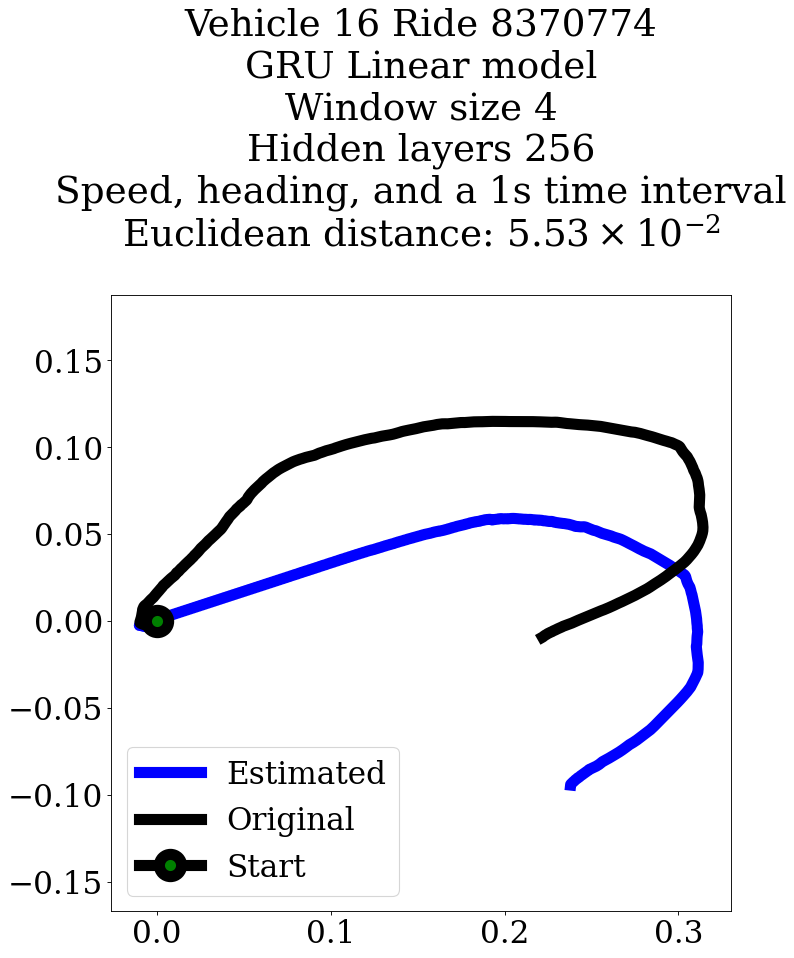 Vehicle 16 Ride 8370774
GRU Linear model
Window size 4
Hidden layers 256
Speed, heading, and a 1s time interval
Euclidean distance: 5.53 × 10⁻²
0.15
0.10
0.05
0.00
−0.05
−0.10
−0.15
Estimated
Original
Start
0.0 0.1 0.2 0.3